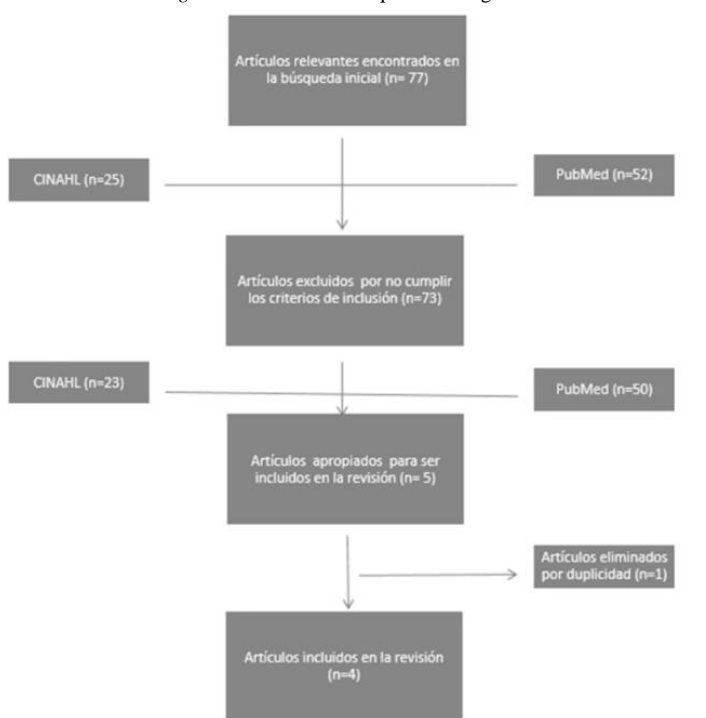 Artículos relevantes encontrados en
la búsqueda inicial (n= 77)
CINAHL (n=25)
PubMed (n=52)
Artículos excluidos por no cumplir
los criterios de inclusión (n=73)
CINAHL (n=23)
PubMed (n=50)
Artículos apropiados para ser
incluidos en la revisión (n= 5)
Artículos eliminados
por duplicidad (n=1)
Artículos incluidos en la revisión
(n=4)